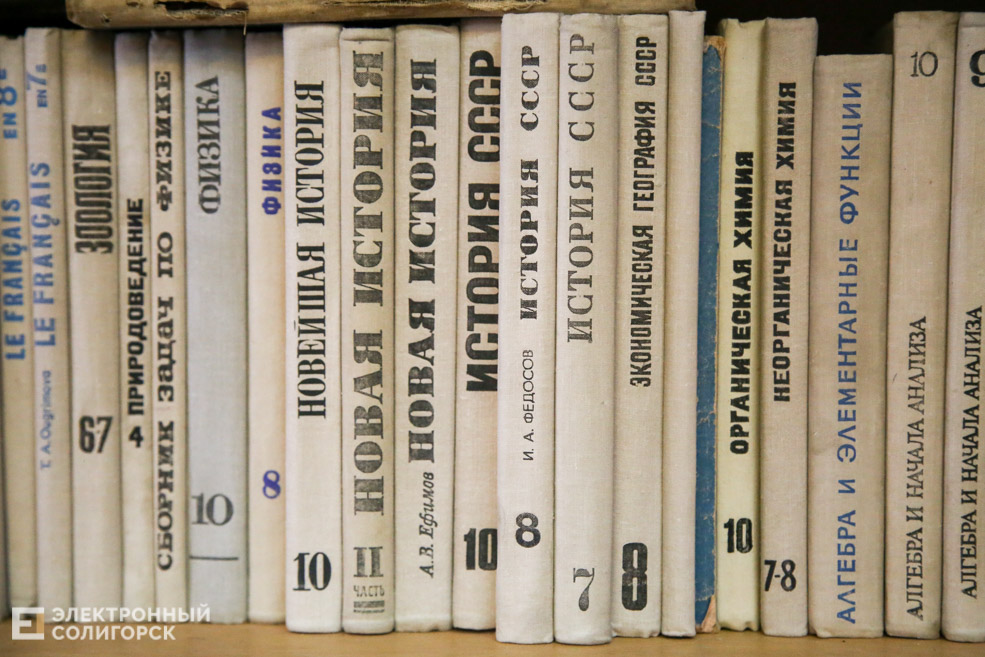 LE FRANÇAIS EN 8e
T. A. Ougrimova LE FRANÇAIS EN 7e
ЗООЛОГИЯ
67
4 ПРИРОДОВЕДЕНИЕ
СБОРНИК ЗАДАЧ ПО ФИЗИКЕ
ФИЗИКА
10
ФИЗИКА
8
НОВЕЙШАЯ ИСТОРИЯ
10
НОВАЯ ИСТОРИЯ
II
ЧАСТЬ
А.В. Ефимов НОВАЯ ИСТОРИЯ
ИСТОРИЯ СССР
10
И. А. ФЕДОСОВ ИСТОРИЯ СССР
8
ИСТОРИЯ СССР
7
ЭКОНОМИЧЕСКАЯ ГЕОГРАФИЯ СССР
8
ОРГАНИЧЕСКАЯ ХИМИЯ
10
НЕОРГАНИЧЕСКАЯ ХИМИЯ
7-8
АЛГЕБРА И ЭЛЕМЕНТАРНЫЕ ФУНКЦИИ
10
АЛГЕБРА И НАЧАЛА АНАЛИЗА
9
АЛГЕБРА И НАЧАЛА АНАЛИЗА
ЭЛЕКТРОННЫЙ
СОЛИГОРСК